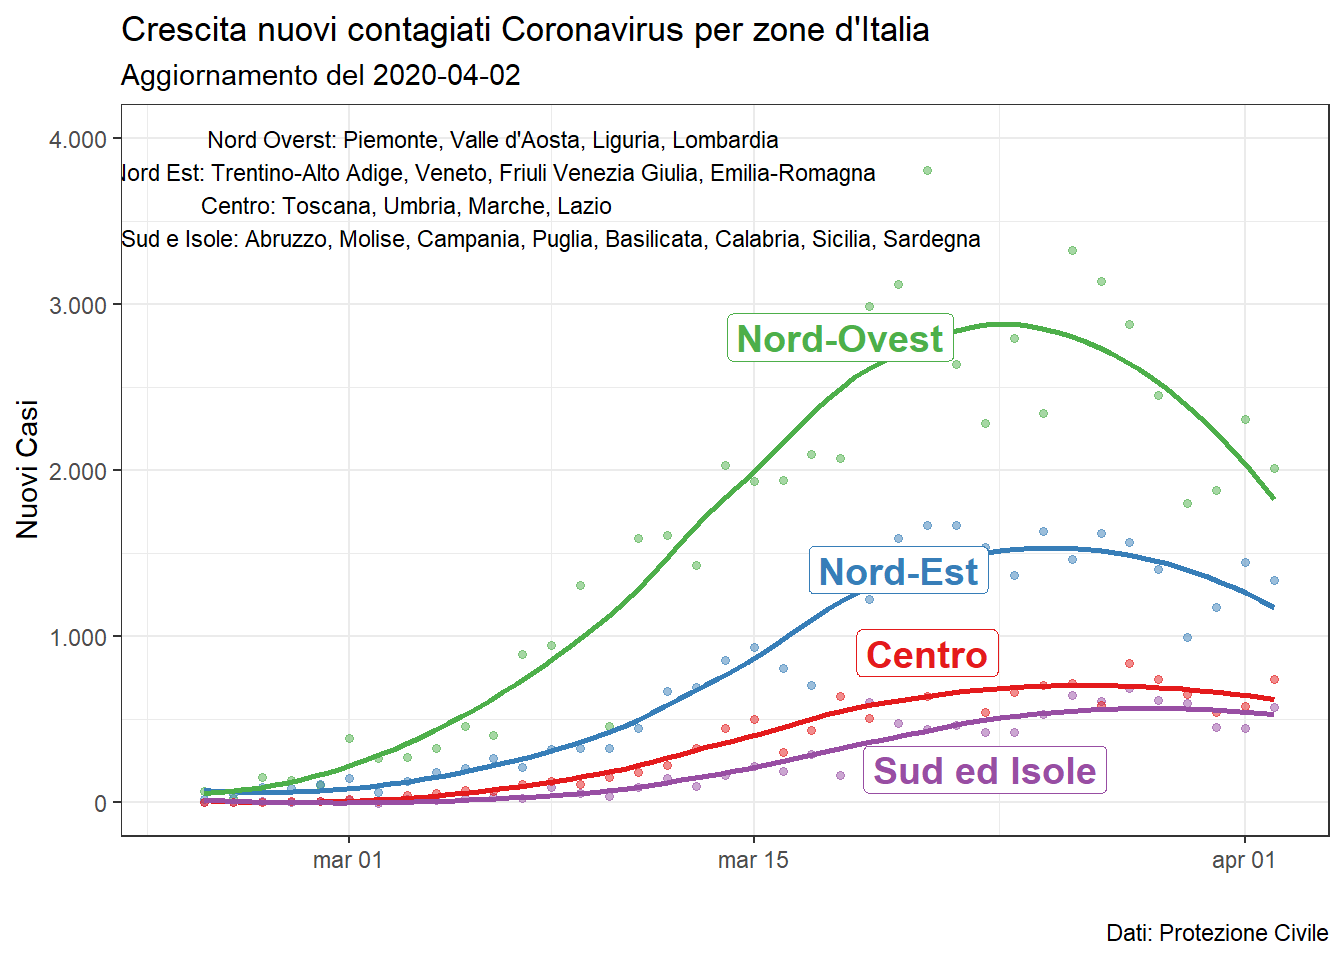 Crescita nuovi contagiati Coronavirus per zone d'Italia
Aggiornamento del 2020-04-02
Nuovi Casi
4.000
3.000
2.000
1.000
0
Nord Overst: Piemonte, Valle d'Aosta, Liguria, Lombardia
Nord Est: Trentino-Alto Adige, Veneto, Friuli Venezia Giulia, Emilia-Romagna
Centro: Toscana, Umbria, Marche, Lazio
Sud e Isole: Abruzzo, Molise, Campania, Puglia, Basilicata, Calabria, Sicilia, Sardegna
Nord-Ovest
Nord-Est
Centro
Sud ed Isole
mar 01
mar 15
apr 01
Dati: Protezione Civile